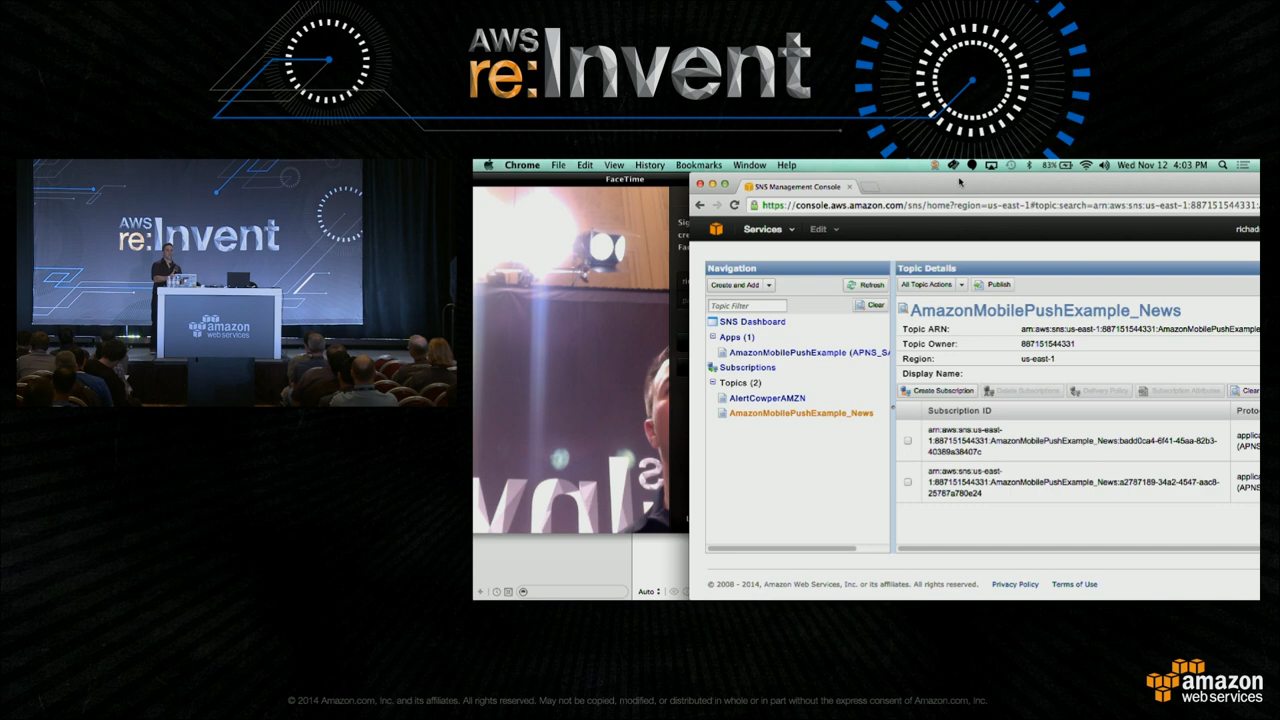 AWS
re:Invent
AWS
re:Invent
amazon
web services
Chrome File Edit View History Bookmarks Window Help 83% Wed Nov 12 4:03 PM
FaceTime
SNS Management Console
https://console.aws.amazon.com/sns/home?region=us-east-1#topic:search=arn:aws:sns:us-east-1:887151544331:
Services Edit
Navigation
Create and Add Refresh
Topic Filter Clear
SNS Dashboard
Apps (1)
AmazonMobilePushExample (APNS_SA
Subscriptions
Topics (2)
AlertCowperAMZN
AmazonMobilePushExample_News
Topic Details
All Topic Actions Publish
AmazonMobilePushExample_News
Topic ARN: arn:aws:sns:us-east-1:887151544331:AmazonMobilePushExample
Topic Owner: 887151544331
Region: us-east-1
Display Name:
Create Subscription Delete Subscriptions Delivery Policy Subscription Attributes Clear
Subscription ID Proto
arn:aws:sns:us-east-
1:887151544331:AmazonMobilePushExample_News:badd0ca4-6f41-45aa-82b3-
40389a38407c
applic
(APNS
arn:aws:sns:us-east-
1:887151544331:AmazonMobilePushExample_News:a2787189-34a2-4547-aac8-
25787a780e24
applic
(APNS
Auto
© 2008 - 2014, Amazon Web Services, Inc. or its affiliates. All rights reserved. Privacy Policy Terms of Use
amazon
web services
© 2014 Amazon.com, inc. and its affiliates. All rights reserved. May not be copied, modified, or distributed in whole or in part without the express consent of Amazon.com, inc.